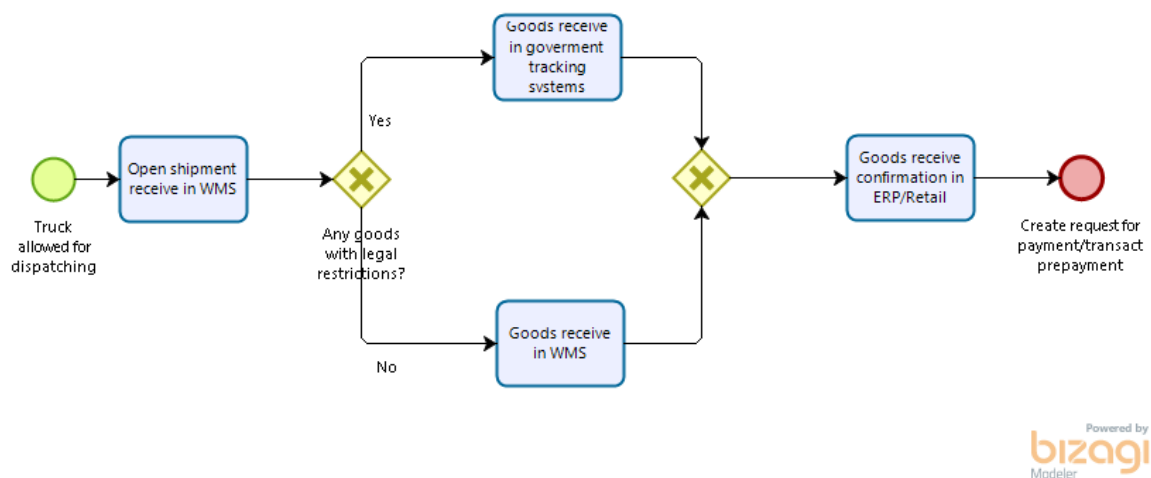 Goods receive
in goverment
tracking
systems
Yes
Open shipment
receive in WMS
Goods receive
confirmation in
ERP/Retail
Truck
allowed for
dispatching
Any goods
with legal
restrictions?
Create request for
payment/transact
prepayment
Goods receive
in WMS
No
Powered by
bizagi
Modeler